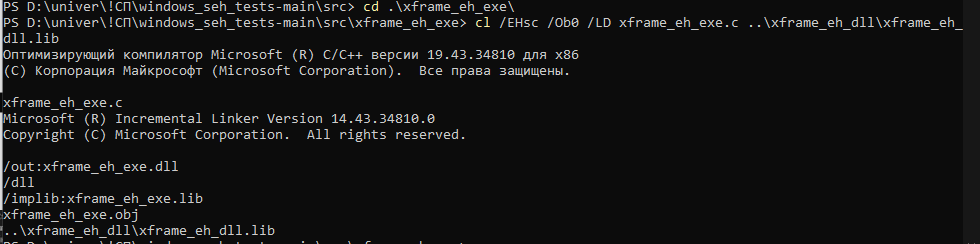 PS D:\univer\!СП\windows_seh_tests-main\src> cd .\xframe_eh_exe\
PS D:\univer\!СП\windows_seh_tests-main\src\xframe_eh_exe> cl /EHsc /Ob0 /LD xframe_eh_exe.c ..\xframe_eh_dll\xframe_eh_
dll.lib
Оптимизирующий компилятор Microsoft (R) C/C++ версии 19.43.34810 для x86
(C) Корпорация Майкрософт (Microsoft Corporation).  Все права защищены.

xframe_eh_exe.c
Microsoft (R) Incremental Linker Version 14.43.34810.0
Copyright (C) Microsoft Corporation.  All rights reserved.

/out:xframe_eh_exe.dll
/dll
/implib:xframe_eh_exe.lib
xframe_eh_exe.obj
..\xframe_eh_dll\xframe_eh_dll.lib